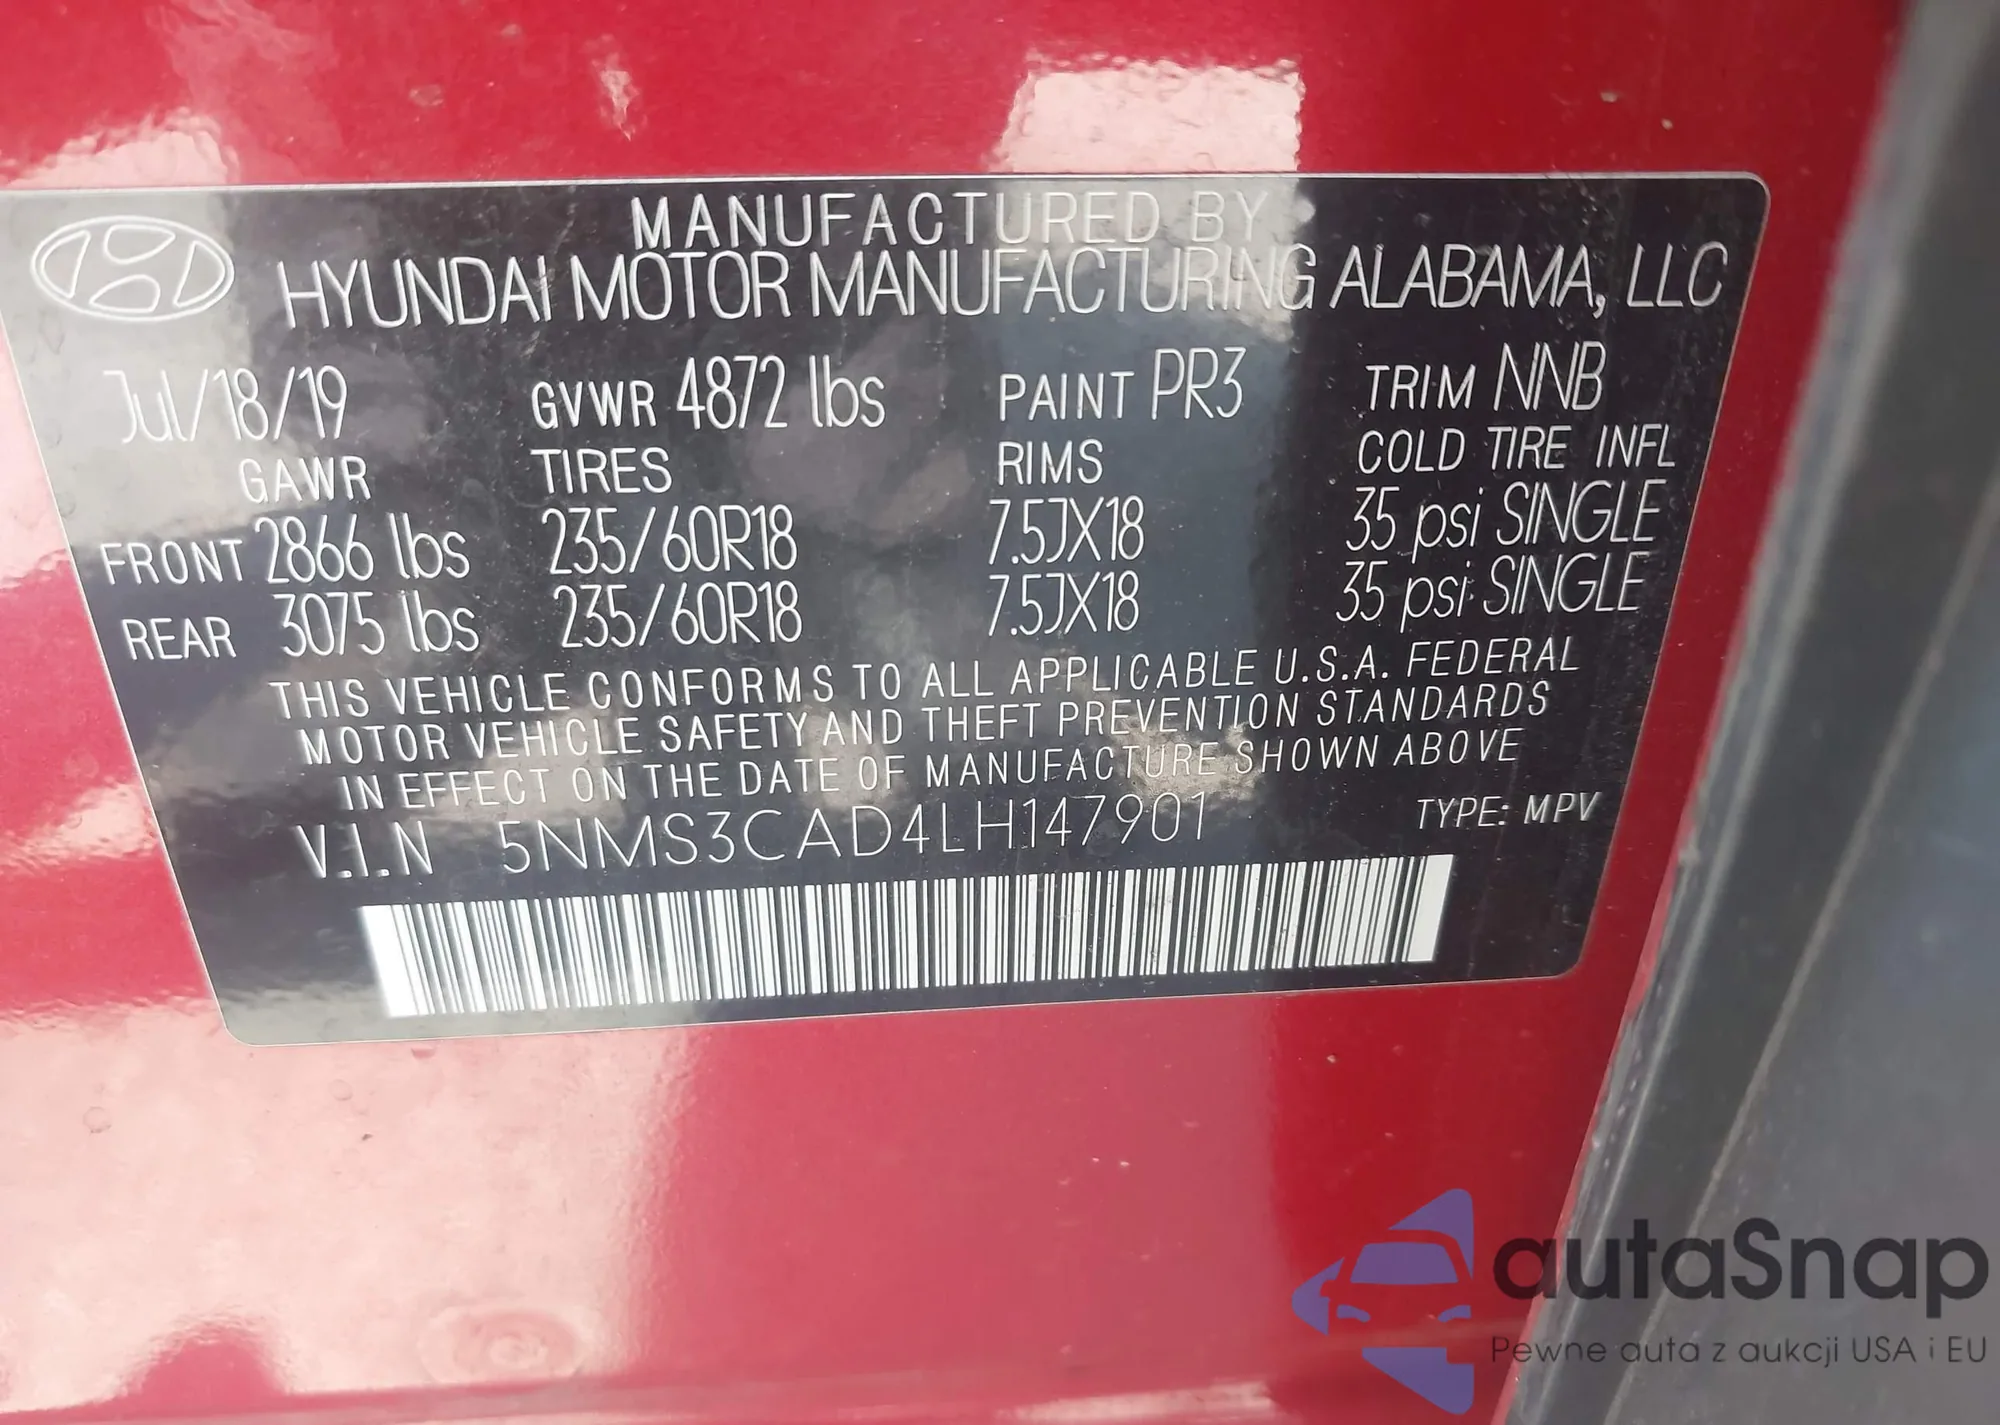 MANUFACTURED BY
HYUNDAI MOTOR MANUFACTURING ALABAMA, LLC
Jul/18/19 GVWR 4872 lbs PAINT PR3 TRIM NNB
GAWR TIRES RIMS COLD TIRE INFL
FRONT 2866 lbs 235/60R18 7.5JX18 35 psi SINGLE
REAR 3075 lbs 235/60R18 7.5JX18 35 psi SINGLE
THIS VEHICLE CONFORMS TO ALL APPLICABLE U.S.A. FEDERAL
MOTOR VEHICLE SAFETY AND THEFT PREVENTION STANDARDS
IN EFFECT ON THE DATE OF MANUFACTURE SHOWN ABOVE
V.I.N 5NMS3CAD4LH147901 TYPE: MPV
autaSnap
Pewne auta z aukcji USA i EU